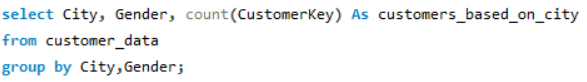 select City, Gender, count(CustomerKey) As customers_based_on_city
from customer_data
group by City,Gender;